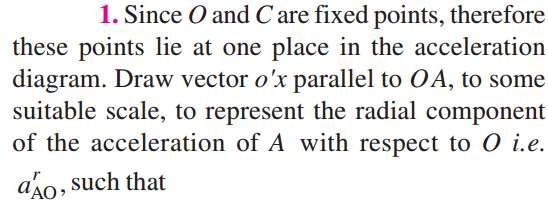 1. Since O and C are fixed points, therefore
these points lie at one place in the acceleration
diagram. Draw vector o'x parallel to OA, to some
suitable scale, to represent the radial component
of the acceleration of A with respect to O i.e.
a^r_AO, such that